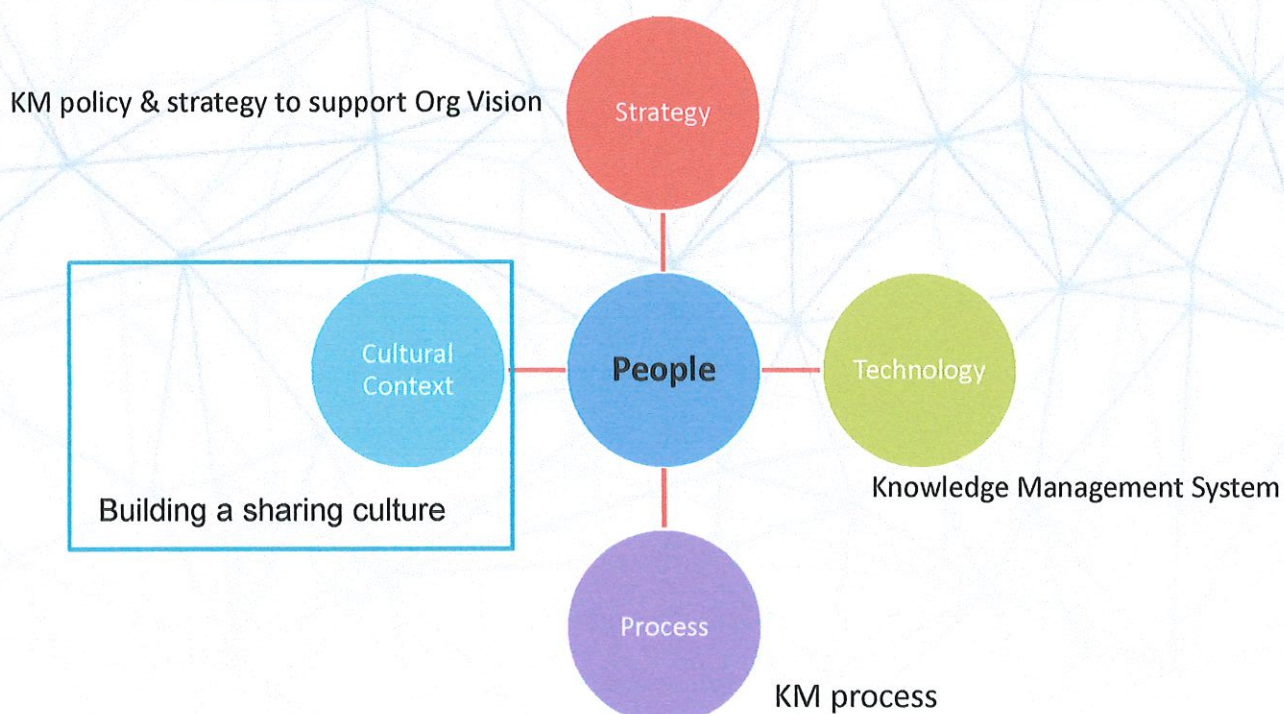 KM policy & strategy to support Org Vision
Strategy
Cultural
Context
People
Technology
Building a sharing culture
Knowledge Management System
Process
KM process